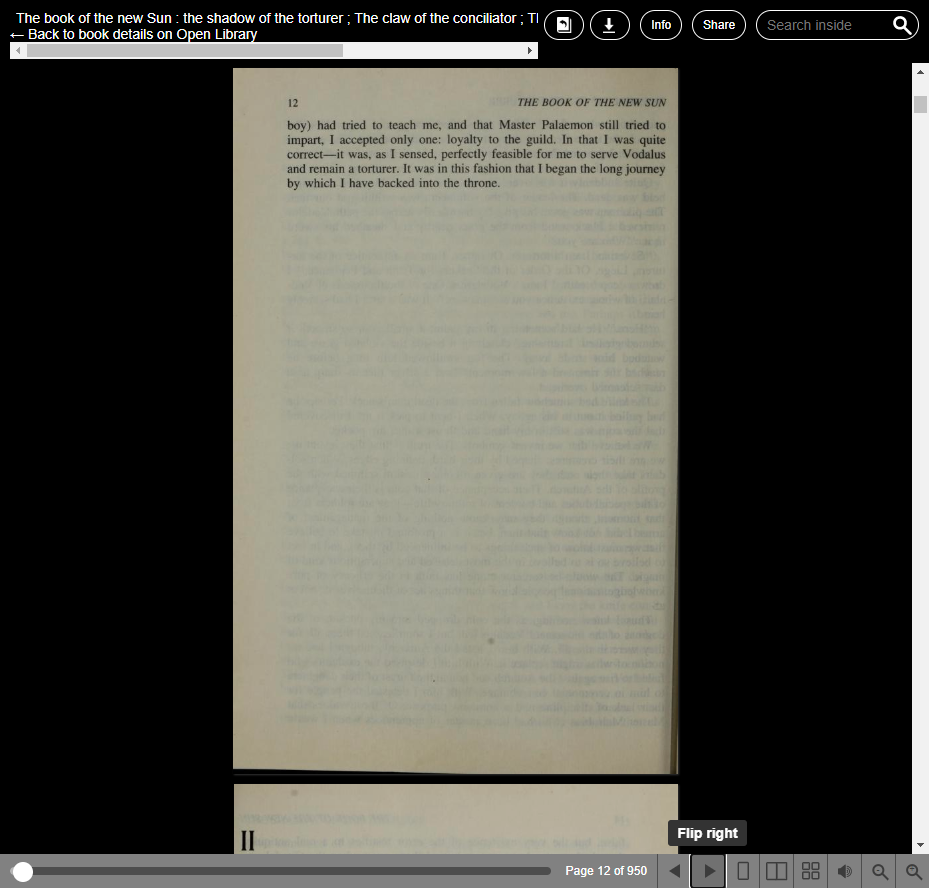 The book of the new Sun : the shadow of the torturer ; The claw of the conciliator ; Tl
← Back to book details on Open Library
Info
Share
Search inside
12
THE BOOK OF THE NEW SUN
boy) had tried to teach me, and that Master Palaemon still tried to
impart, I accepted only one: loyalty to the guild. In that I was quite
correct—it was, as I sensed, perfectly feasible for me to serve Vodalus
and remain a torturer. It was in this fashion that I began the long journey
by which I have backed into the throne.
II
Flip right
Page 12 of 950